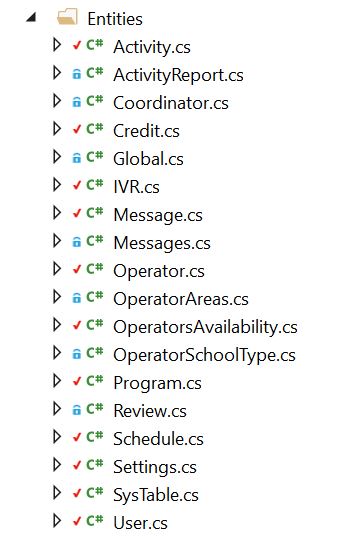 Entities
C# Activity.cs
C# ActivityReport.cs
C# Coordinator.cs
C# Credit.cs
C# Global.cs
C# IVR.cs
C# Message.cs
C# Messages.cs
C# Operator.cs
C# OperatorAreas.cs
C# OperatorsAvailability.cs
C# OperatorSchoolType.cs
C# Program.cs
C# Review.cs
C# Schedule.cs
C# Settings.cs
C# SysTable.cs
C# User.cs